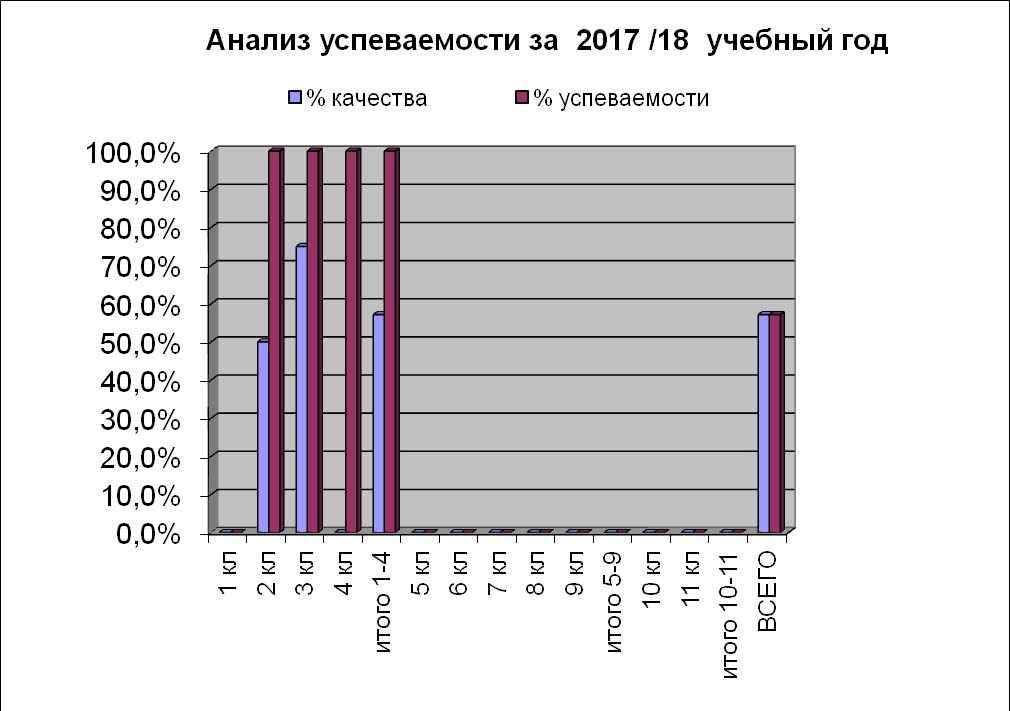 Анализ успеваемости за 2017 /18 учебный год
% качества
% успеваемости
100,0%
90,0%
80,0%
70,0%
60,0%
50,0%
40,0%
30,0%
20,0%
10,0%
0,0%
1 кл
2 кл
3 кл
4 кл
итого 1-4
5 кл
6 кл
7 кл
8 кл
9 кл
итого 5-9
10 кл
11 кл
итого 10-11
ВСЕГО